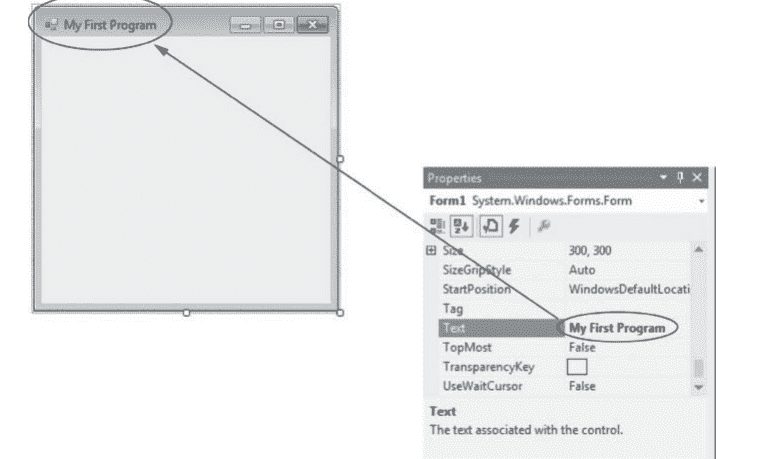 My First Program
Properties
Form1 System.Windows.Forms.Form
Size 300, 300
SizeGripStyle Auto
StartPosition WindowsDefaultLocati
Tag
Text My First Program
TopMost False
TransparencyKey
UseWaitCursor False
Text
The text associated with the control.